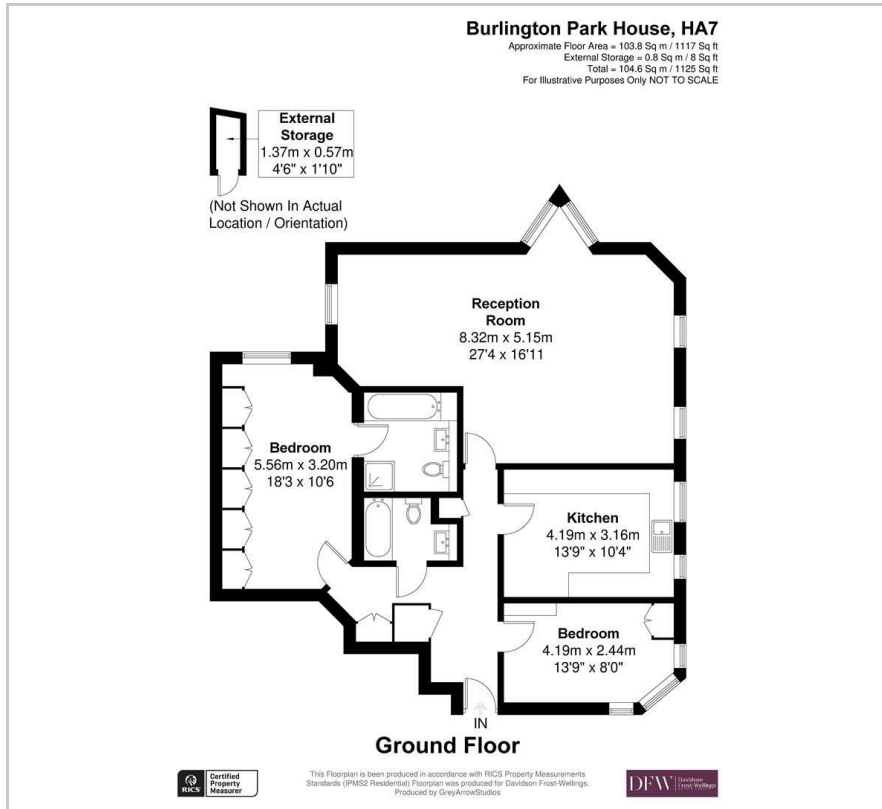 Burlington Park House, HA7
Approximate Floor Area = 103.8 Sq m / 1117 Sq ft
External Storage = 0.8 Sq m / 8 Sq ft
Total = 104.6 Sq m / 1125 Sq ft
For Illustrative Purposes Only NOT TO SCALE
External
Storage
1.37m x 0.57m
4'6" x 1'10"
(Not Shown In Actual
Location / Orientation)
Reception
Room
8.32m x 5.15m
27'4 x 16'11
Bedroom
5.56m x 3.20m
18'3 x 10'6
Kitchen
4.19m x 3.16m
13'9" x 10'4"
Bedroom
4.19m x 2.44m
13'9" x 8'0"
IN
Ground Floor
RICS
Certified
Property
Measurer
This Floorplan is been produced in accordance with RICS Property Measurements
Standards (IPMS2 Residential) Floorplan was produced for Davidson Frost-Wellings.
Produced by GreyArrowStudios
DFW
Davidson
Frost-Wellings